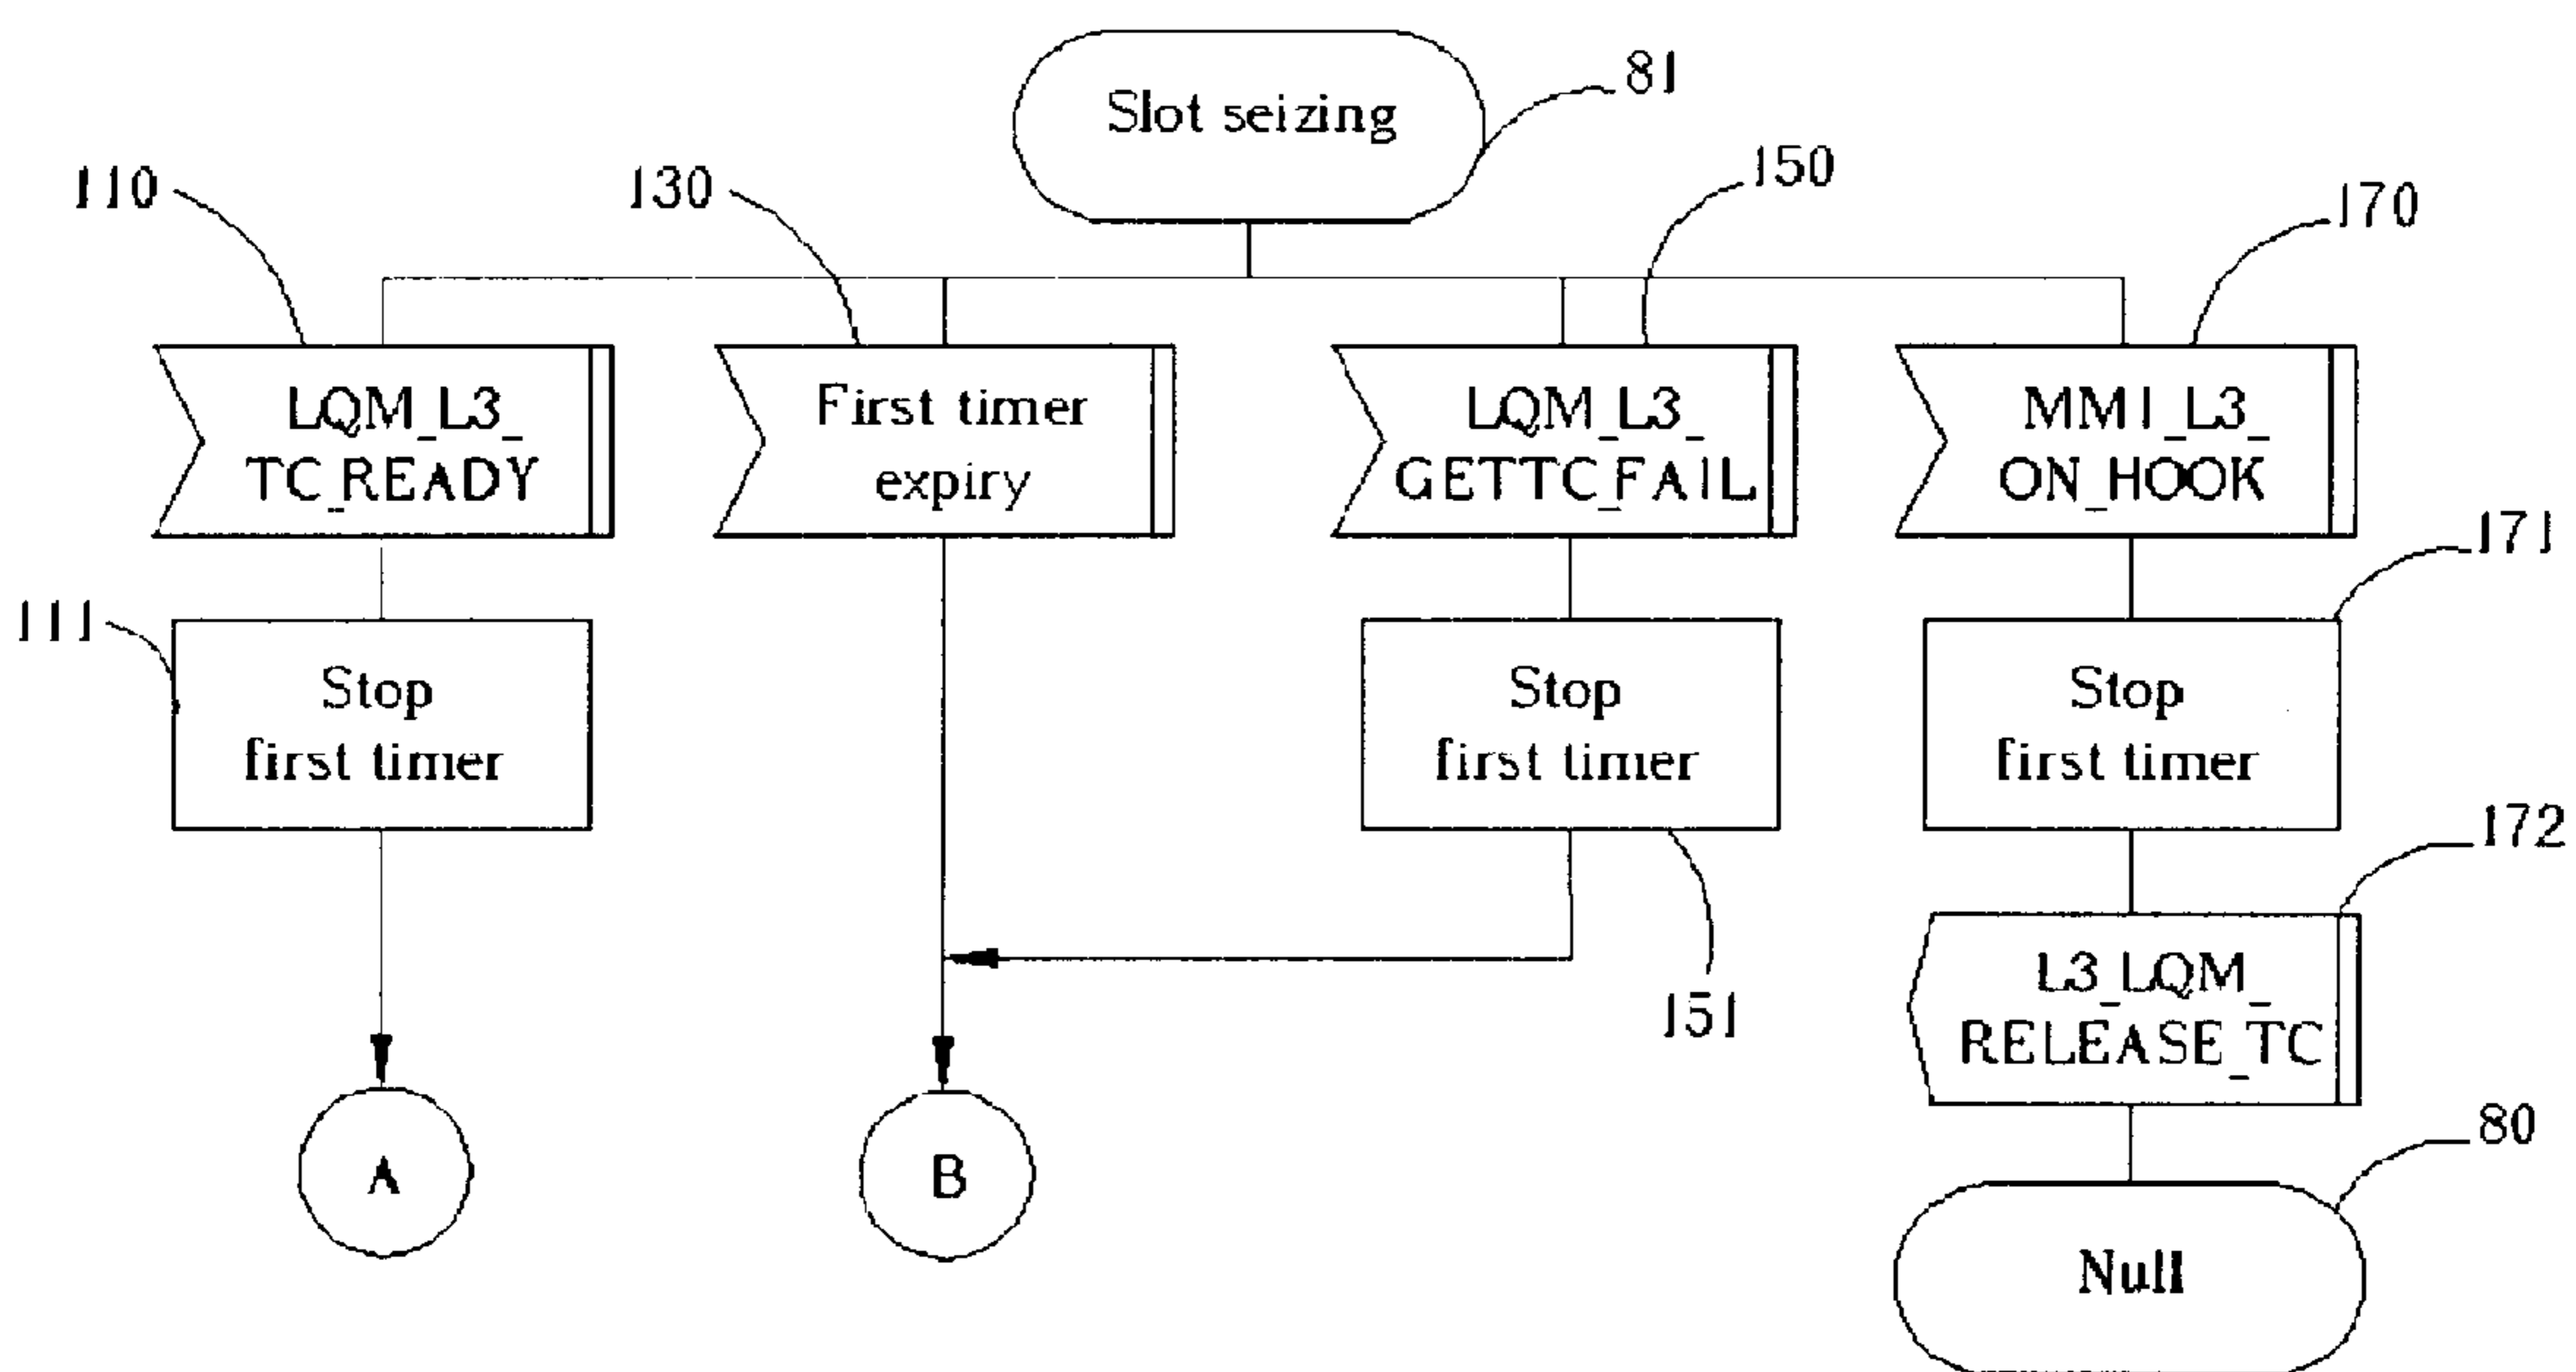 Slot seizing
81
110
130
150
170
LQM_L3_
TC_READY
First timer
expiry
LQM_L3_
GETTC_FAIL
MMI_L3_
ON_HOOK
111
171
Stop
first timer
Stop
first timer
Stop
first timer
151
172
L3_LQM_
RELEASE_TC
A
B
80
Null